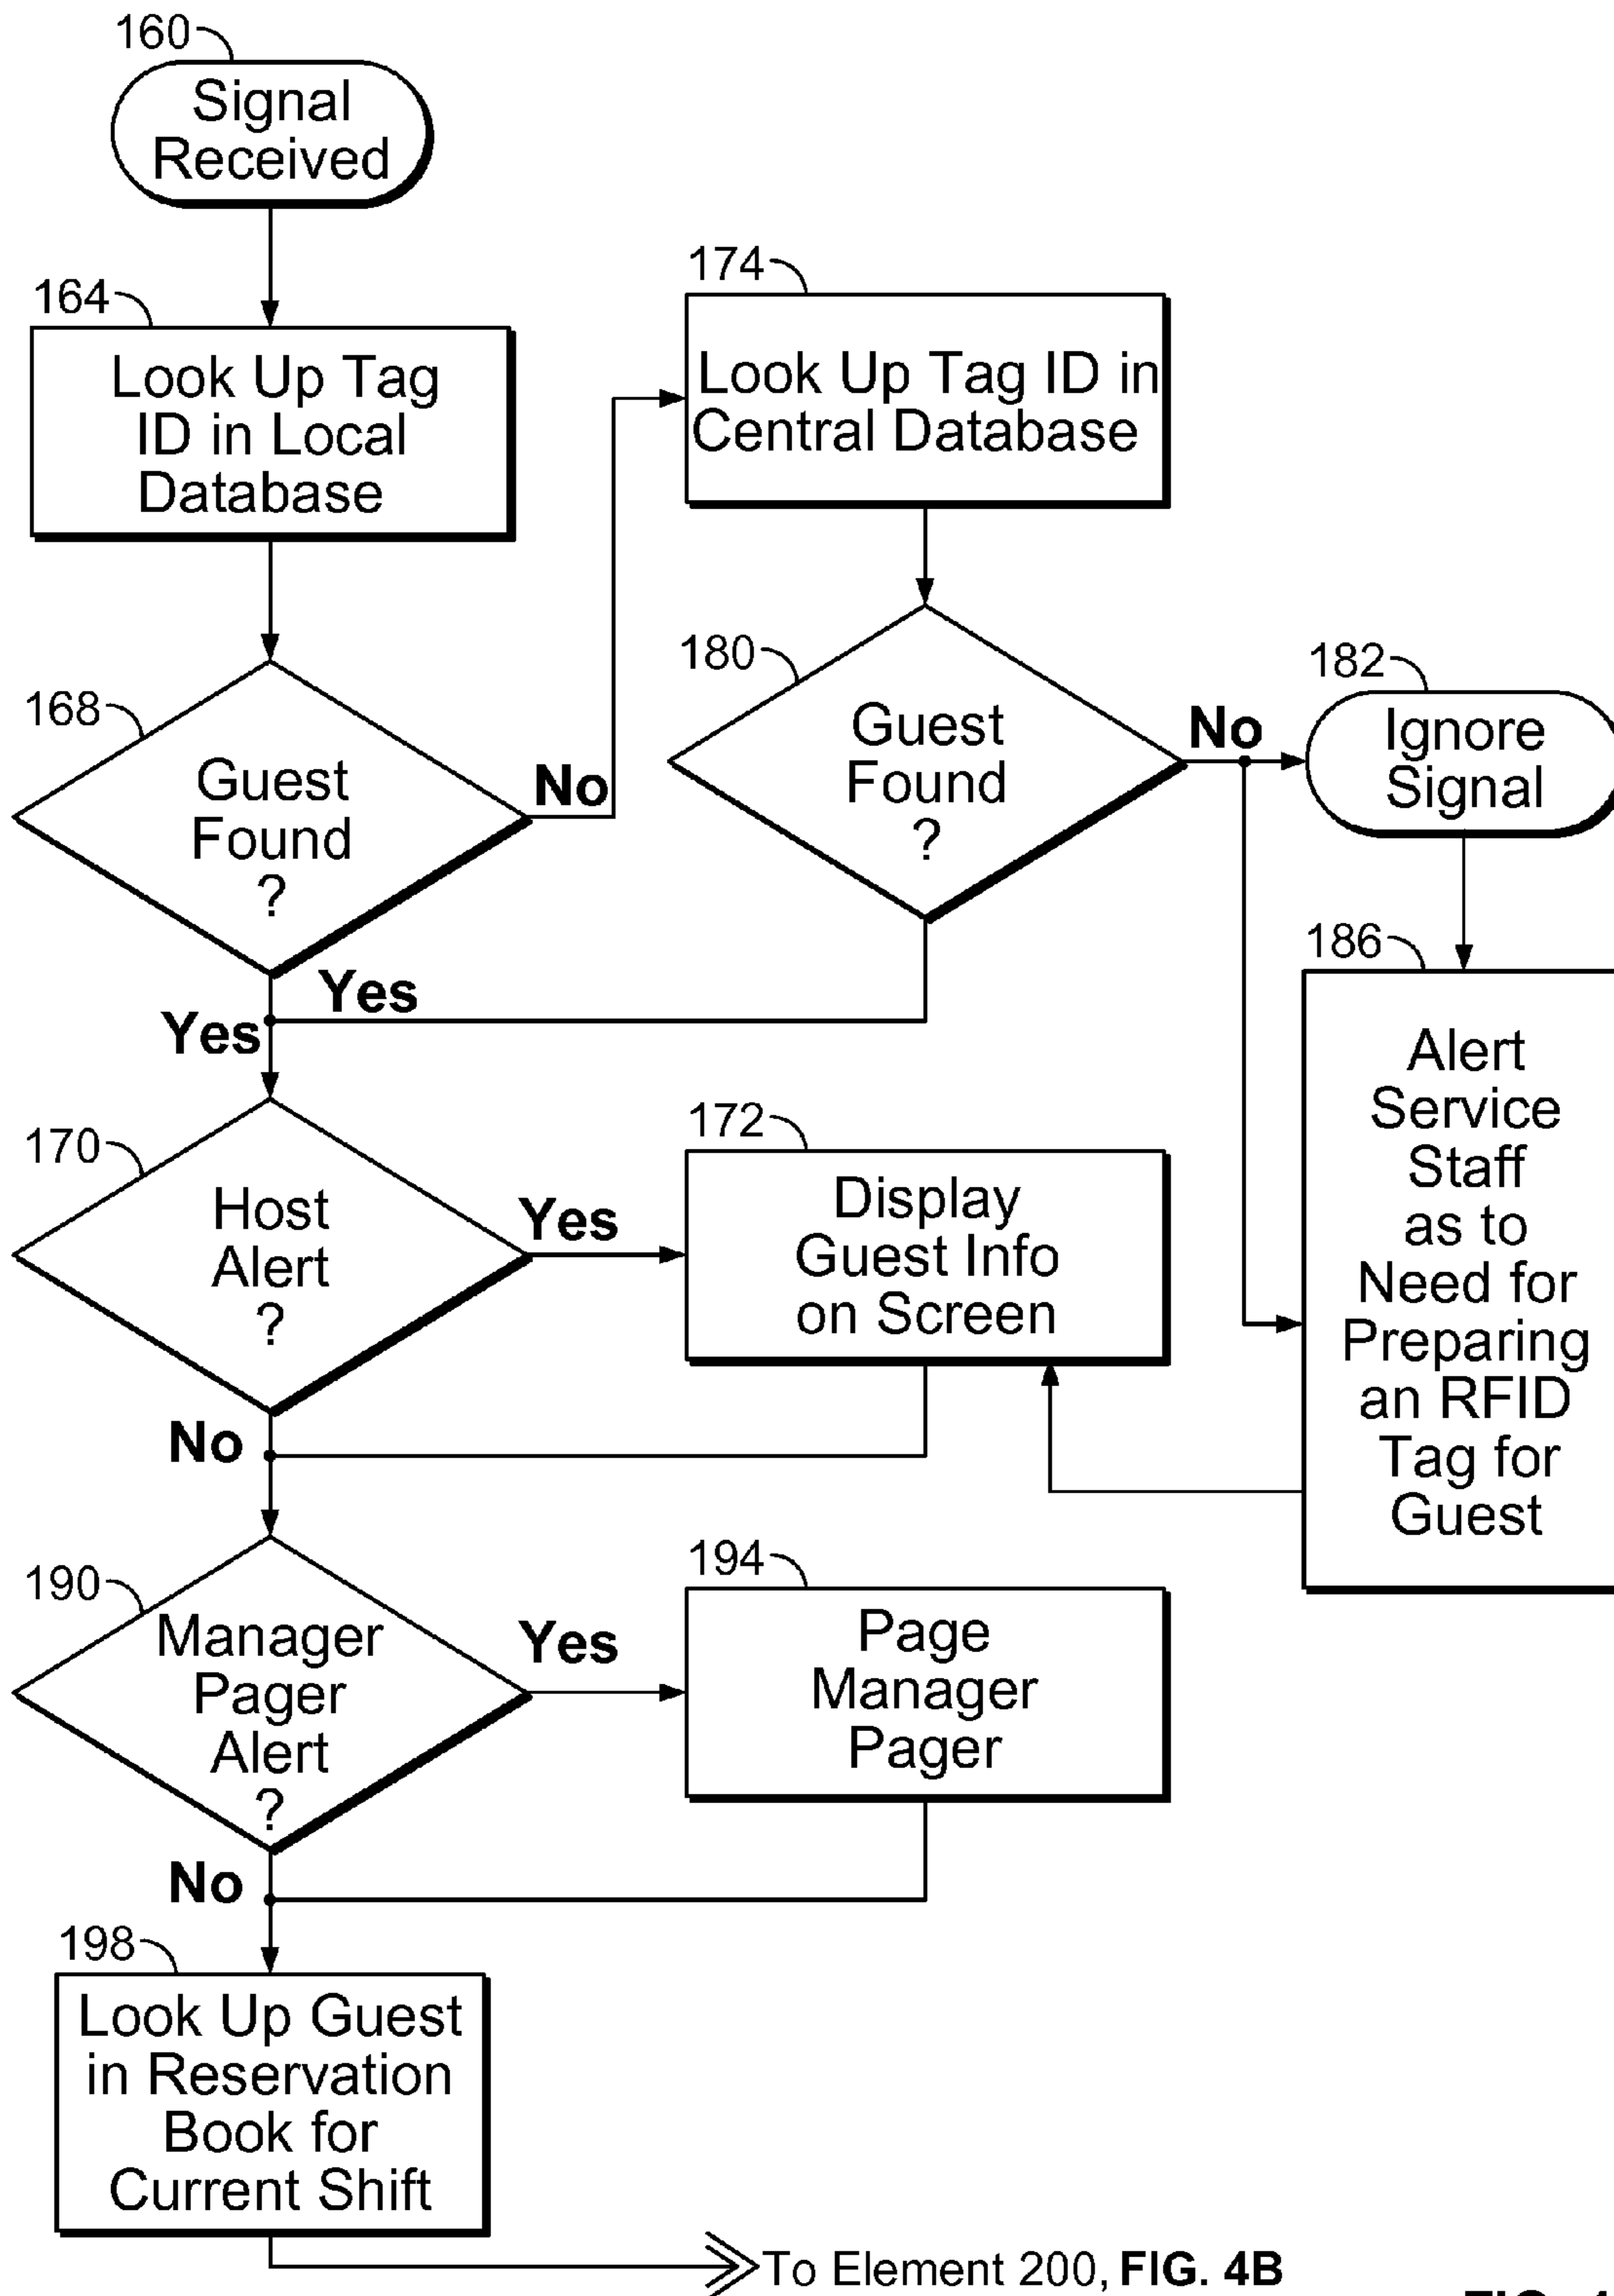 160
Signal
Received
164
Look Up Tag
ID in Local
Database
174
Look Up Tag ID in
Central Database
168
Guest
Found
?
No
180
Guest
Found
?
No
182
Ignore
Signal
Yes
Yes
186
Alert
Service
Staff
as to
Need for
Preparing
an RFID
Tag for
Guest
170
Host
Alert
?
Yes
172
Display
Guest Info
on Screen
No
190
Manager
Pager
Alert
?
Yes
194
Page
Manager
Pager
No
198
Look Up Guest
in Reservation
Book for
Current Shift
To Element 200, FIG. 4B